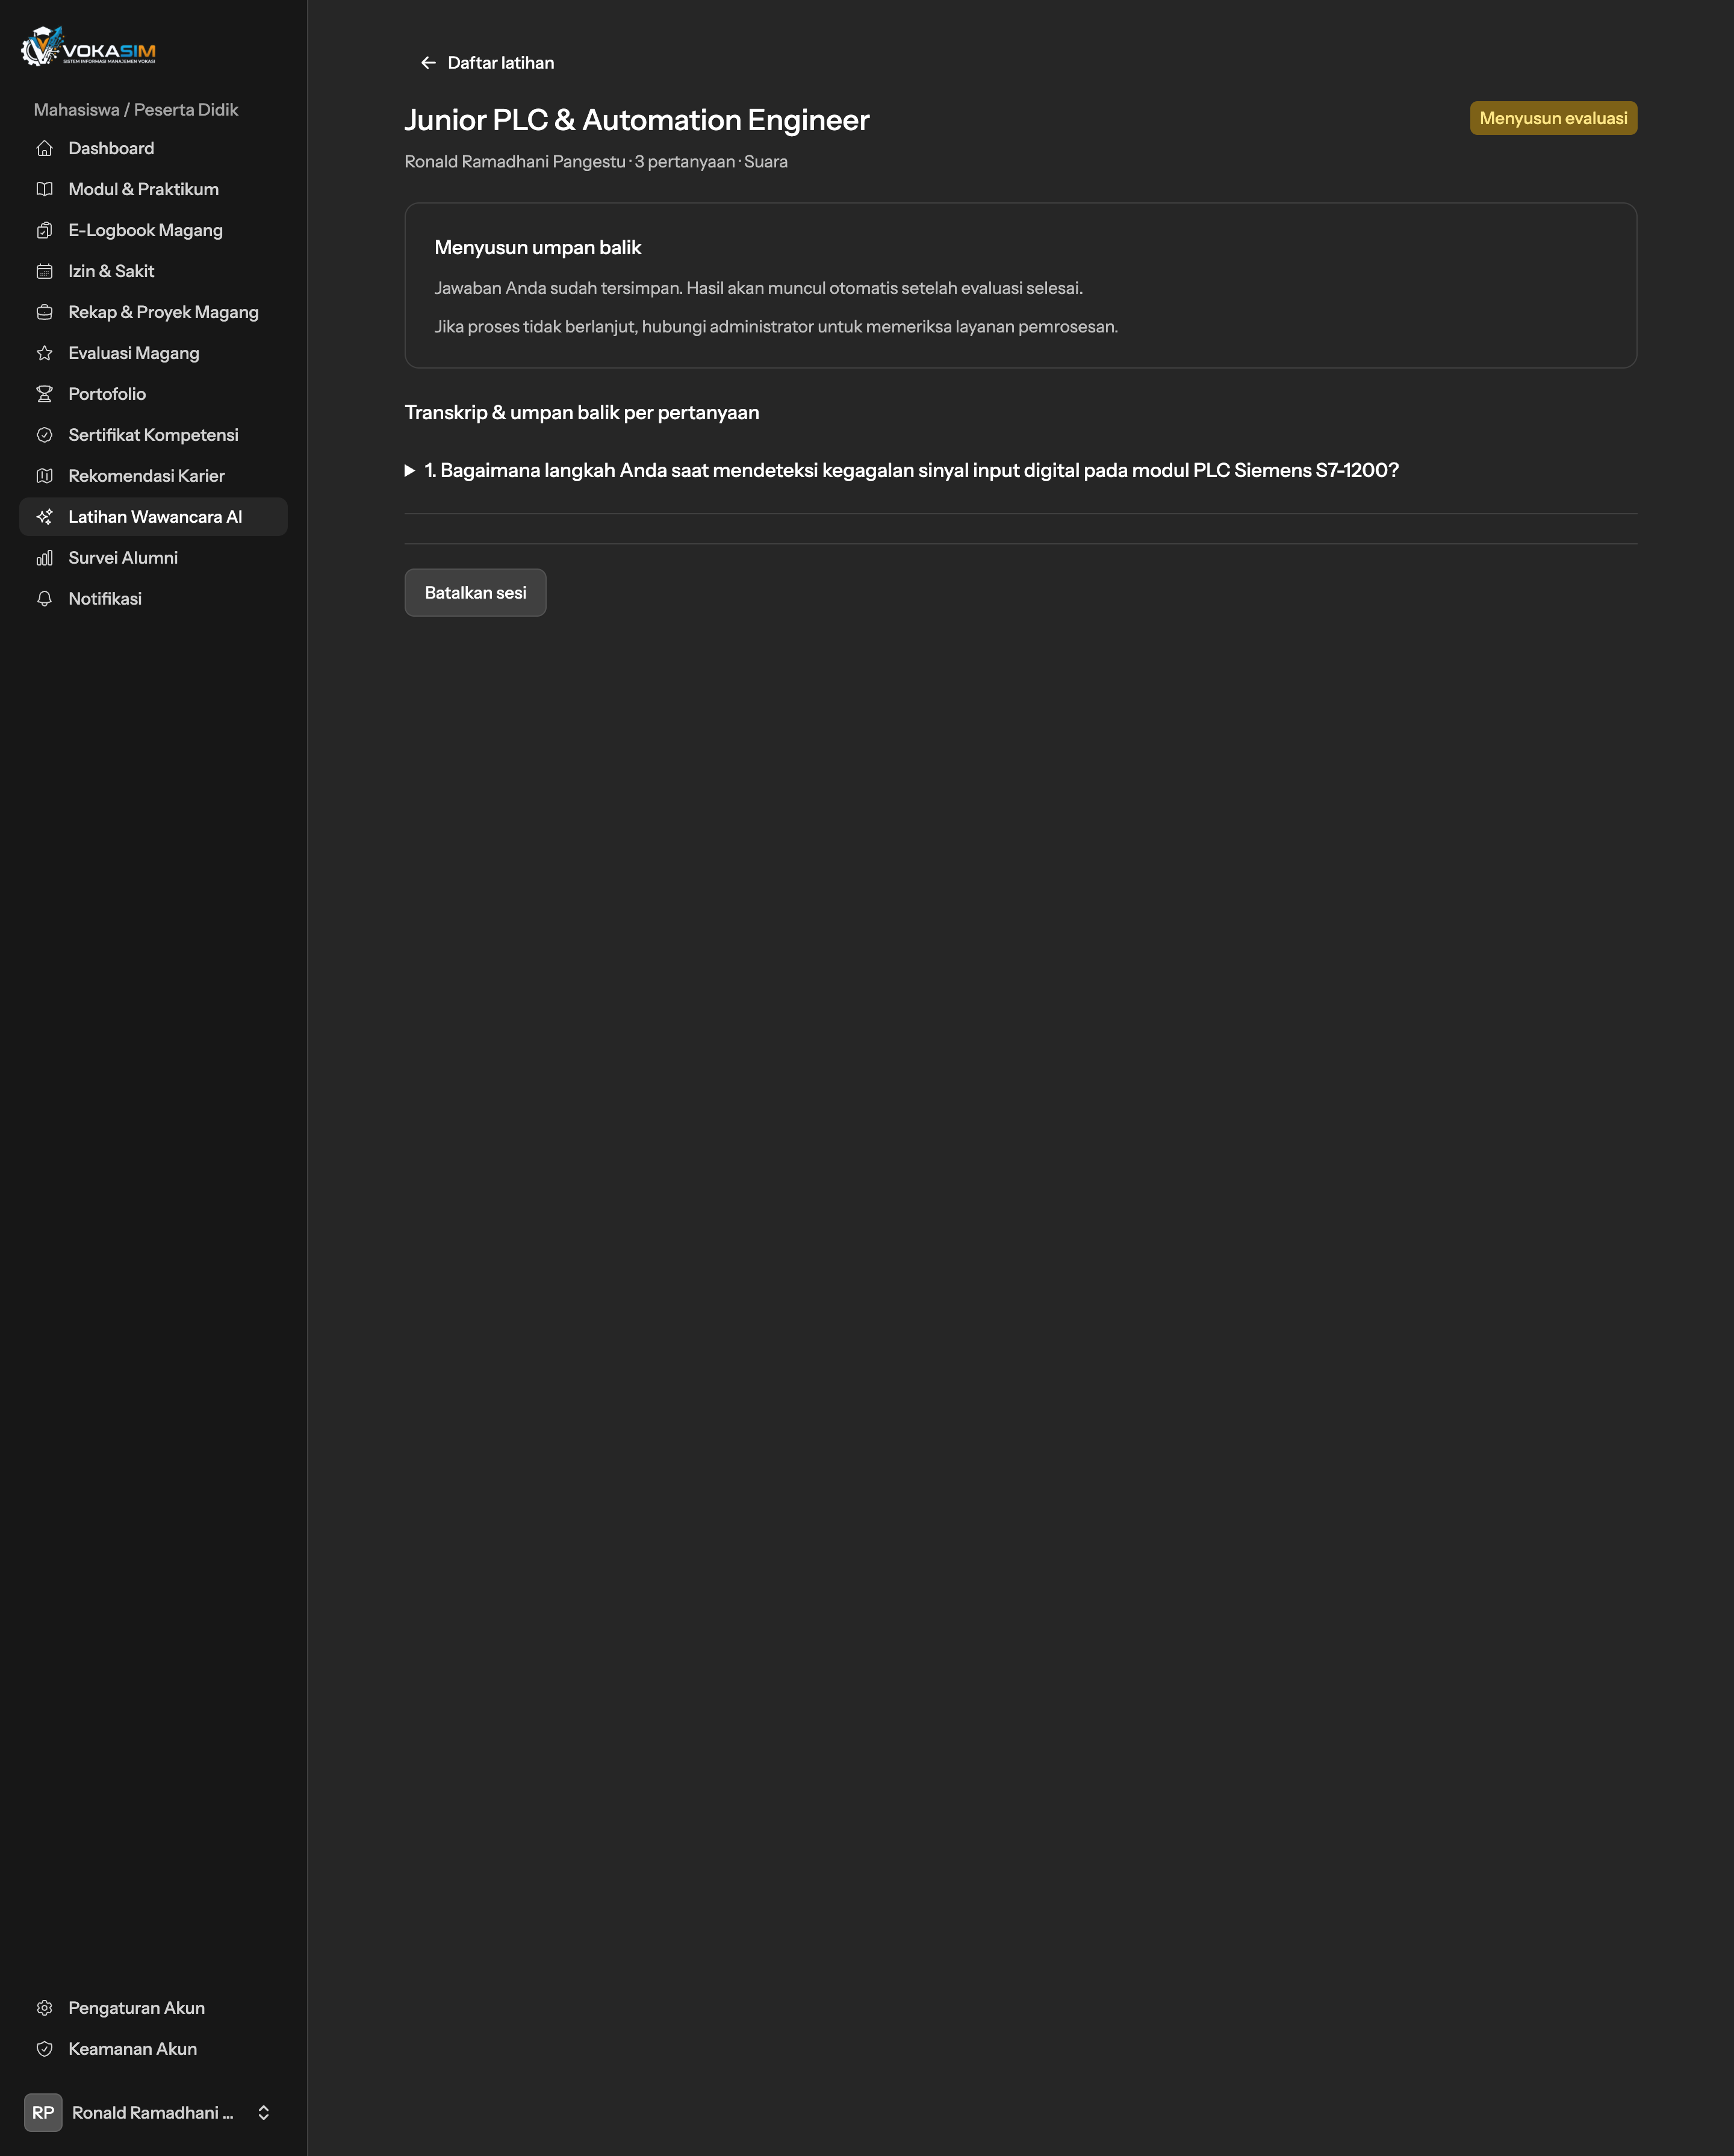 VOKASIM
SISTEM INFORMASI MANAJEMEN VOKASI
Mahasiswa / Peserta Didik
Dashboard
Modul & Praktikum
E-Logbook Magang
Izin & Sakit
Rekap & Proyek Magang
Evaluasi Magang
Portofolio
Sertifikat Kompetensi
Rekomendasi Karier
Latihan Wawancara AI
Survei Alumni
Notifikasi
Pengaturan Akun
Keamanan Akun
RP
Ronald Ramadhani ...
Daftar latihan
Junior PLC & Automation Engineer
Menyusun evaluasi
Ronald Ramadhani Pangestu · 3 pertanyaan · Suara
Menyusun umpan balik
Jawaban Anda sudah tersimpan. Hasil akan muncul otomatis setelah evaluasi selesai.
Jika proses tidak berlanjut, hubungi administrator untuk memeriksa layanan pemrosesan.
Transkrip & umpan balik per pertanyaan
1. Bagaimana langkah Anda saat mendeteksi kegagalan sinyal input digital pada modul PLC Siemens S7-1200?
Batalkan sesi